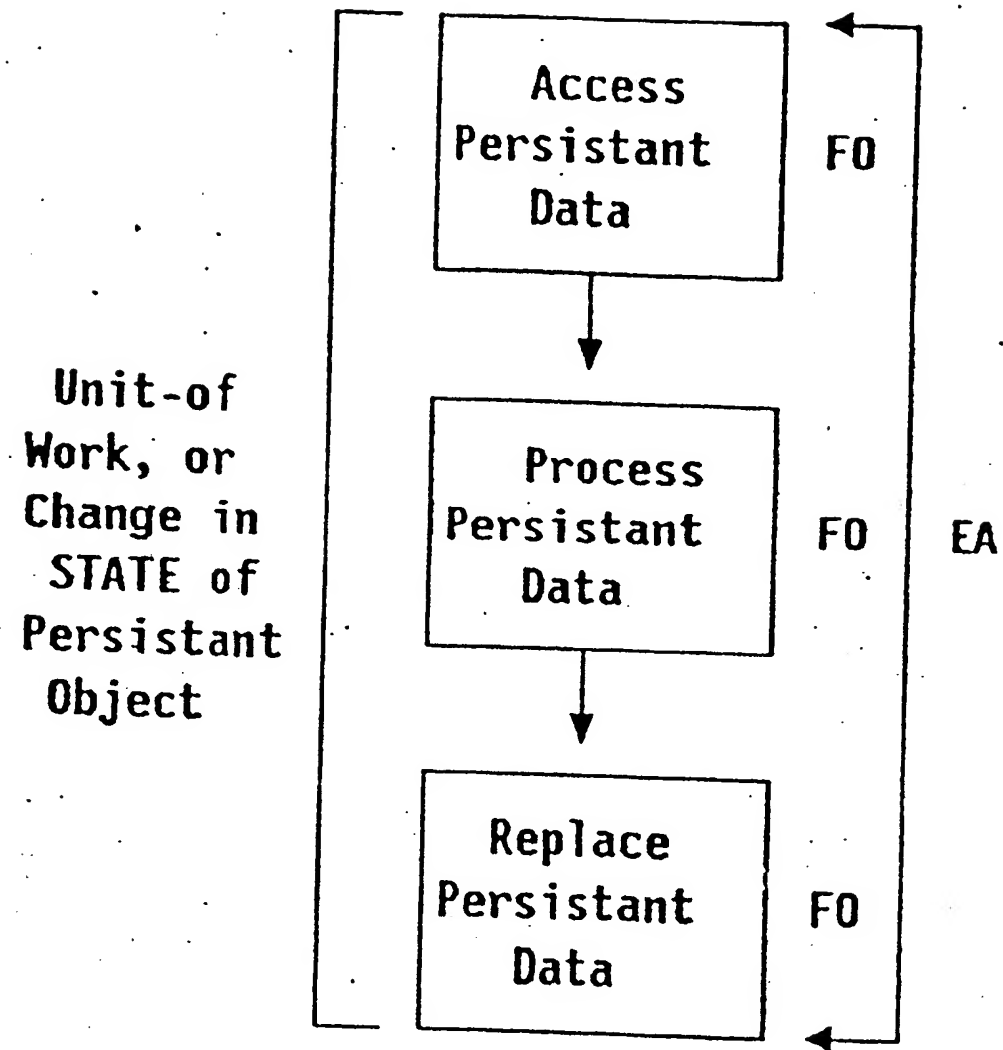 Access
Persistant
Data
FO
Unit-of
Work, or
Change in
STATE of
Persistant
Object
Process
Persistant
Data
FO
EA
Replace
Persistant
Data
FO